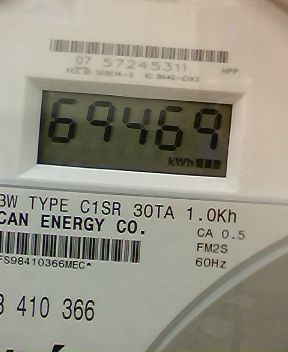 07 57245311
HPP
69469
kWh
3W TYPE C1SR 30TA 1.0Kh
CAN ENERGY CO.
CA 0.5
FM2S
60Hz
FS98410366MEC*
410 366